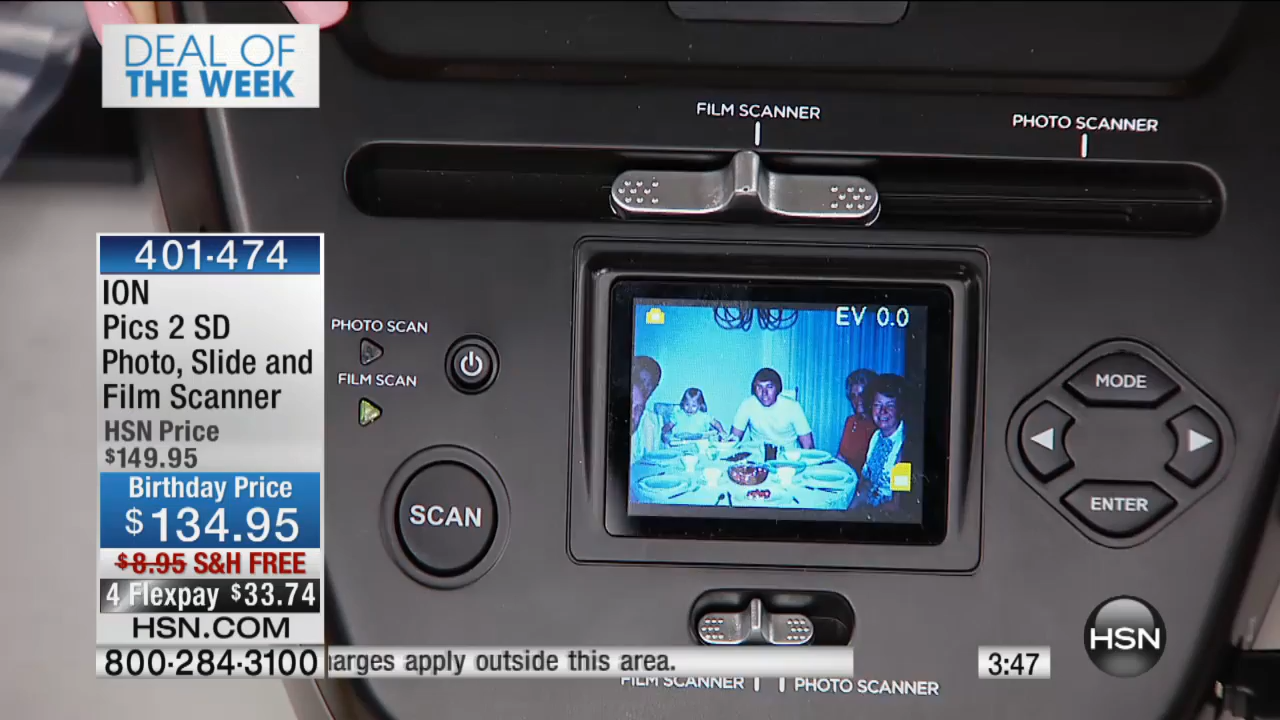 DEAL OF
THE WEEK
FILM SCANNER
PHOTO SCANNER
401-474
ION
Pics 2 SD
Photo, Slide and
Film Scanner
HSN Price
$149.95
Birthday Price
$134.95
$8.95 S&H FREE
4 Flexpay $33.74
HSN.COM
800-284-3100
PHOTO SCAN
FILM SCAN
SCAN
EV 0.0
MODE
ENTER
HSN
arges apply outside this area.
3:47
FILM SCANNER
PHOTO SCANNER